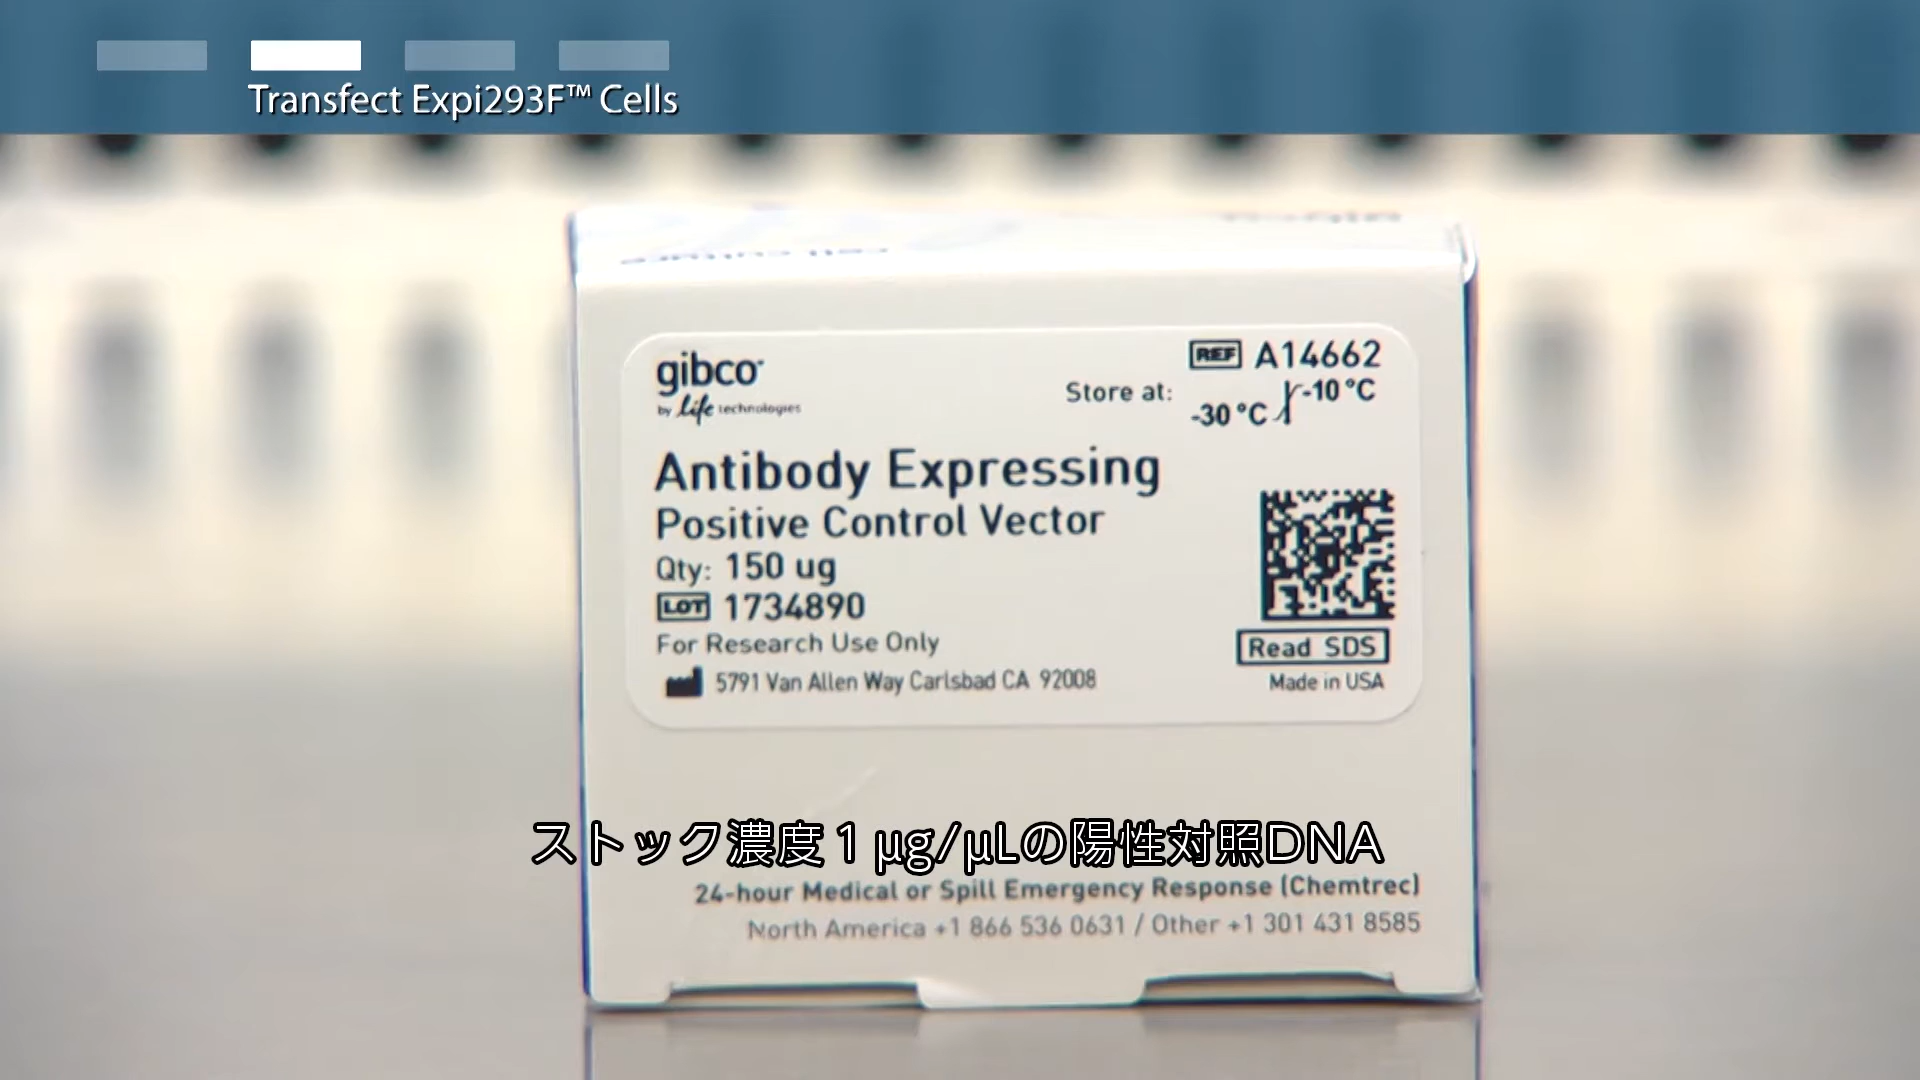 Transfect Expi293F™ Cells
gibco
by life technologies
REF A14662
Store at: -30 °C -10 °C
Antibody Expressing
Positive Control Vector
Qty: 150 ug
LOT 1734890
For Research Use Only
5791 Van Allen Way Carlsbad CA 92008
Read SDS
Made in USA
ストック濃度1 μg/μLの陽性対照DNA
24-hour Medical or Spill Emergency Response (Chemtrec)
North America +1 866 536 0631 / Other +1 301 431 8585